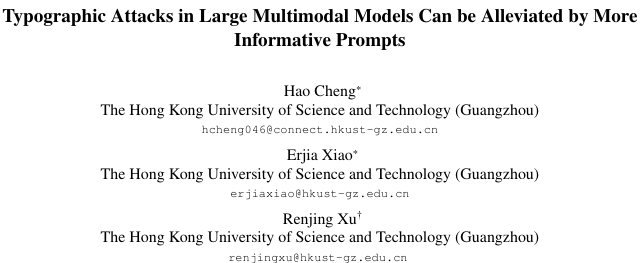 Typographic Attacks in Large Multimodal Models Can be Alleviated by More
Informative Prompts
Hao Cheng*
The Hong Kong University of Science and Technology (Guangzhou)
hcheng046@connect.hkust-gz.edu.cn
Erjia Xiao*
The Hong Kong University of Science and Technology (Guangzhou)
erjiaxiao@hkust-gz.edu.cn
Renjing Xu†
The Hong Kong University of Science and Technology (Guangzhou)
renjingxu@hkust-gz.edu.cn